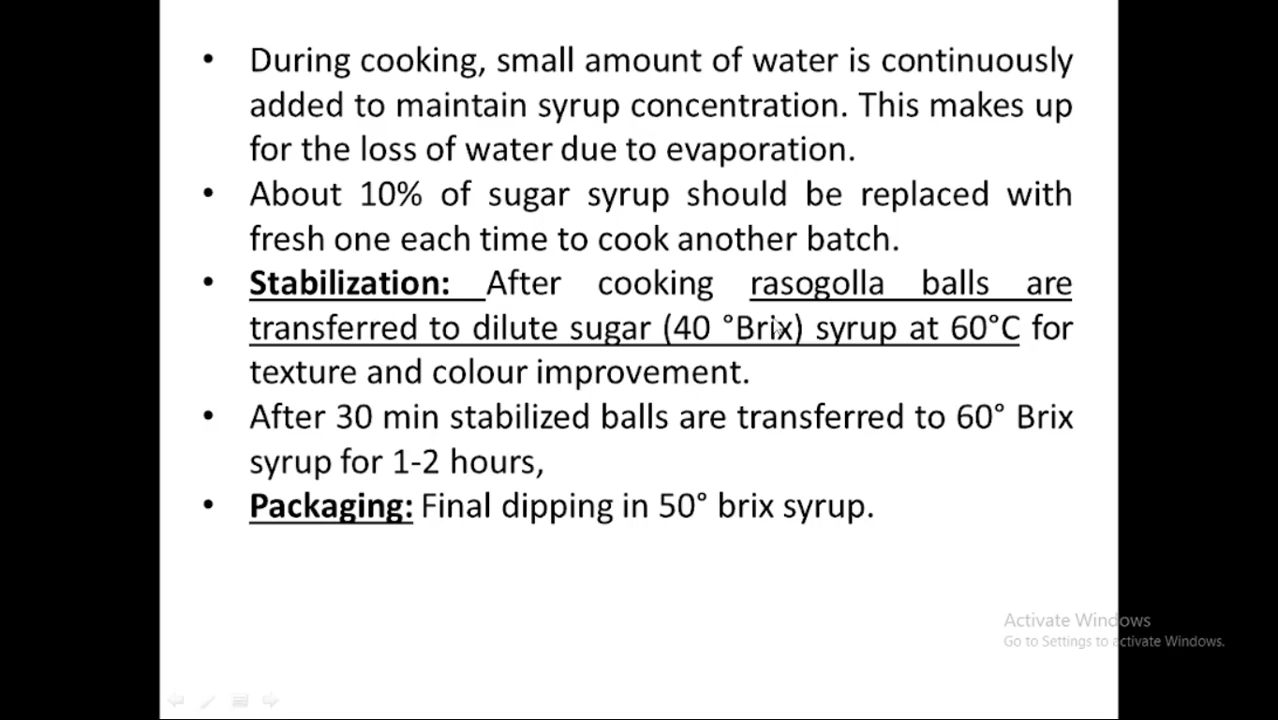 • During cooking, small amount of water is continuously
added to maintain syrup concentration. This makes up
for the loss of water due to evaporation.
• About 10% of sugar syrup should be replaced with
fresh one each time to cook another batch.
• Stabilization: After cooking rasogolla balls are
transferred to dilute sugar (40 °Brix) syrup at 60°C for
texture and colour improvement.
• After 30 min stabilized balls are transferred to 60° Brix
syrup for 1-2 hours,
• Packaging: Final dipping in 50° brix syrup.
Activate Windows
Go to Settings to activate Windows.